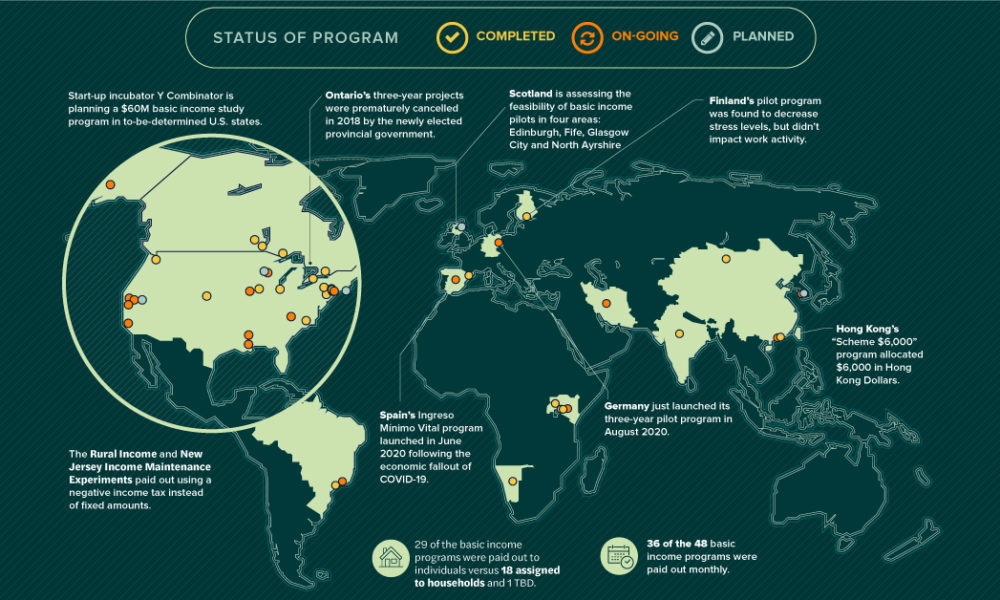 STATUS OF PROGRAM
COMPLETED
ON-GOING
PLANNED
Start-up incubator Y Combinator is
planning a $60M basic income study
program in to-be-determined U.S. states.
Ontario's three-year projects
were prematurely cancelled
in 2018 by the newly elected
provincial government.
Scotland is assessing the
feasibility of basic income
pilots in four areas:
Edinburgh, Fife, Glasgow
City and North Ayrshire
Finland's pilot program
was found to decrease
stress levels, but didn't
impact work activity.
Hong Kong's
"Scheme $6,000"
program allocated
$6,000 in Hong
Kong Dollars.
Spain's Ingreso
Mínimo Vital program
launched in June
2020 following the
economic fallout of
COVID-19.
Germany just launched its
three-year pilot program in
August 2020.
The Rural Income and New
Jersey Income Maintenance
Experiments paid out using a
negative income tax instead
of fixed amounts.
29 of the basic income
programs were paid out to
individuals versus 18 assigned
to households and 1 TBD.
36 of the 48 basic
income programs were
paid out monthly.